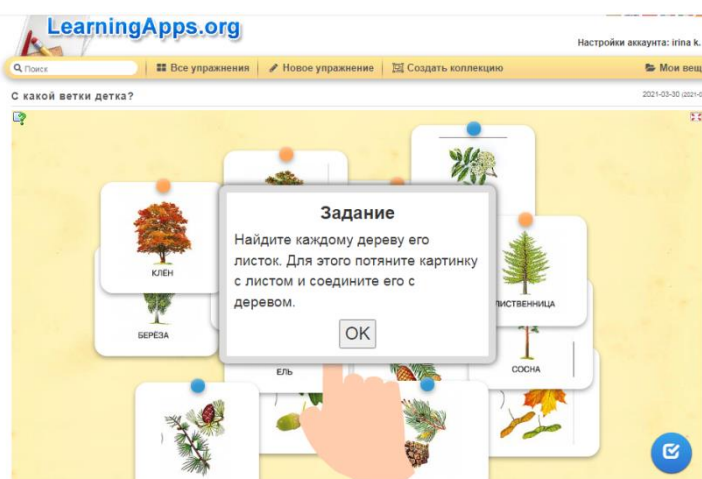 LearningApps.org
Настройки аккаунта: irina k.
Поиск
Все упражнения
Новое упражнение
Создать коллекцию
Мои вещ
С какой ветки детка?
2021-03-30
Задание
Найдите каждому дереву его
листок. Для этого потяните картинку
с листом и соедините его с
деревом.
OK
КЛЁН
БЕРЁЗА
ЕЛЬ
ЛИСТВЕННИЦА
СОСНА